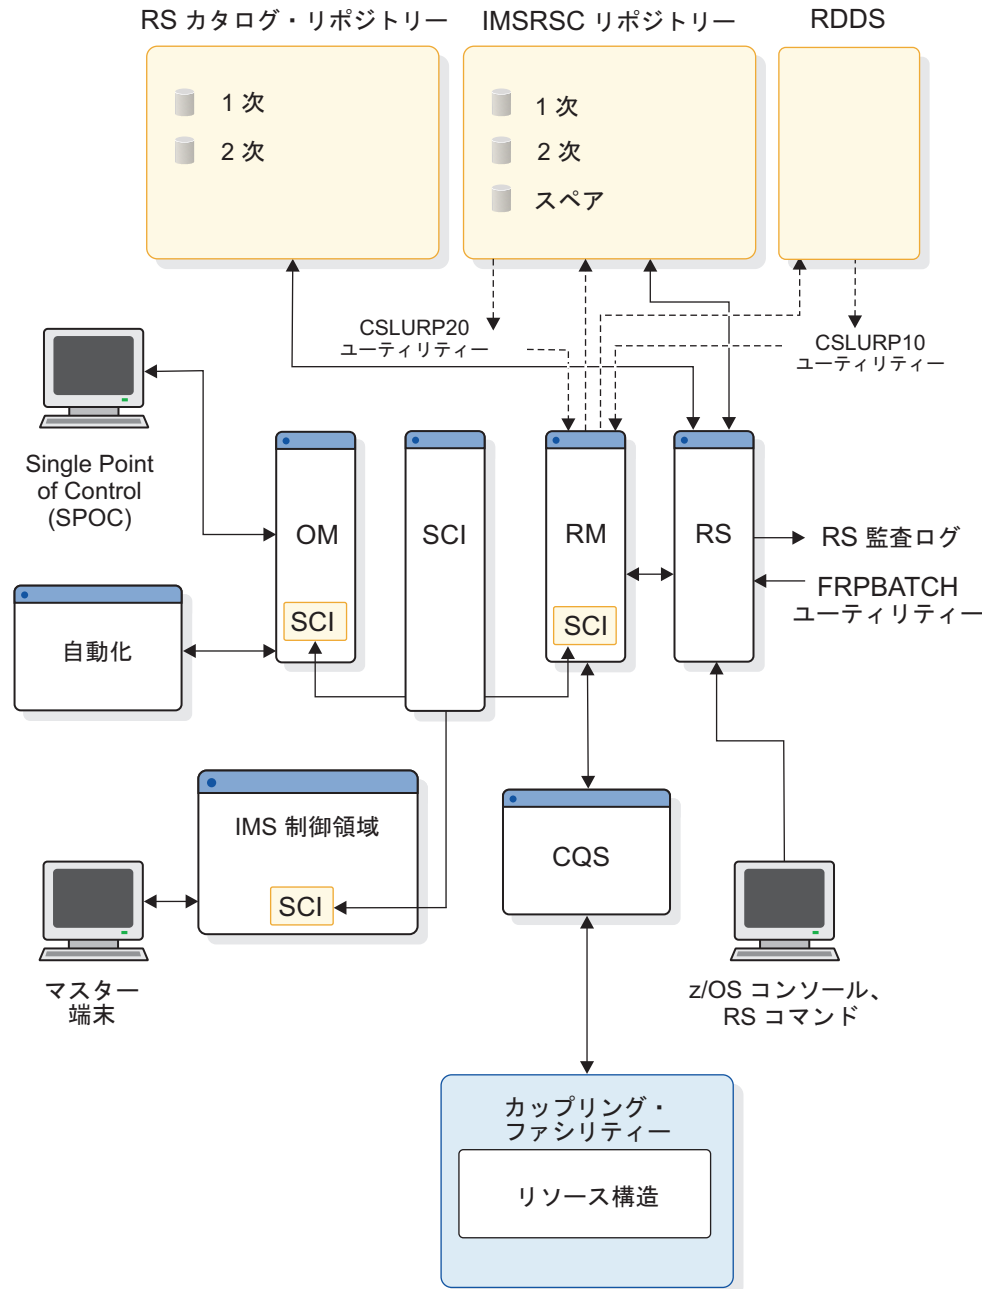 RS カタログ・リポジトリー
IMSRSC リポジトリー
RDDS
1 次
2 次
1 次
2 次
スペア
CSLURP20
ユーティリティー
CSLURP10
ユーティリティー
Single Point
of Control
(SPOC)
OM
SCI
SCI
RM
SCI
RS
RS 監査ログ
FRPBATCH
ユーティリティー
自動化
IMS 制御領域
SCI
CQS
マスター
端末
z/OS コンソール、
RS コマンド
カップリング・
ファシリティー
リソース構造